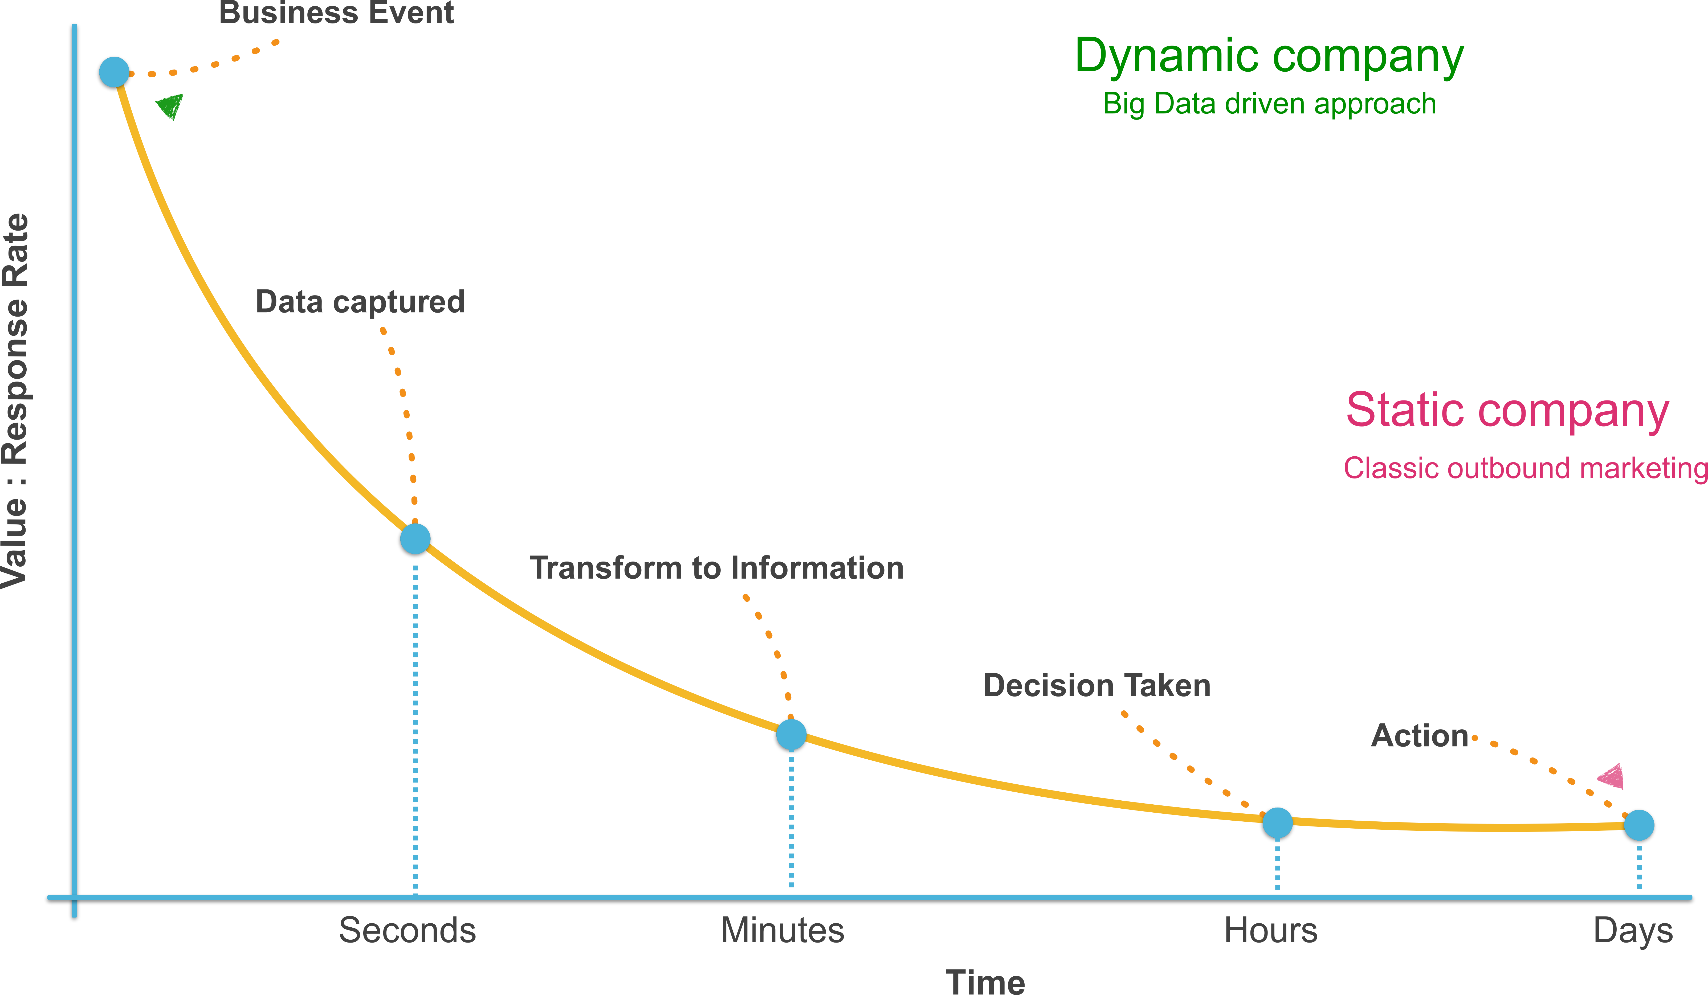 Business Event
Dynamic company
Big Data driven approach
Value : Response Rate
Data captured
Static company
Classic outbound marketing
Transform to Information
Decision Taken
Action
Seconds
Minutes
Hours
Days
Time